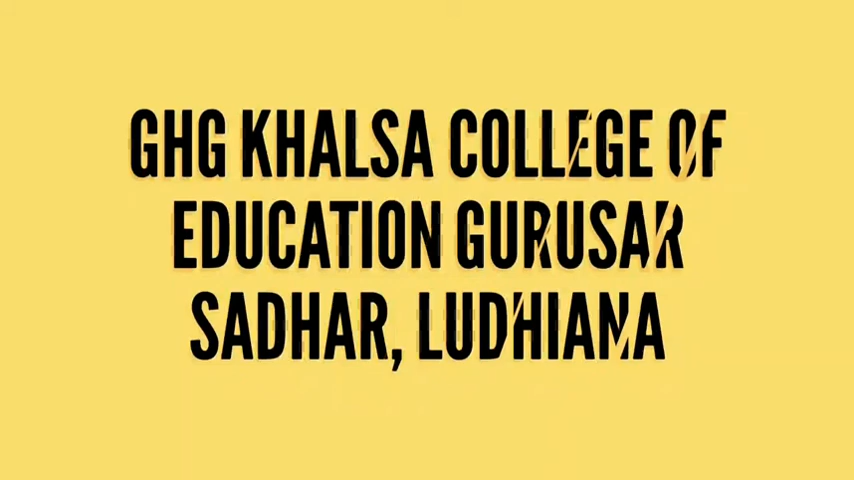 GHG KHALSA COLLEGE OF
EDUCATION GURUSAR
SADHAR, LUDHIANA